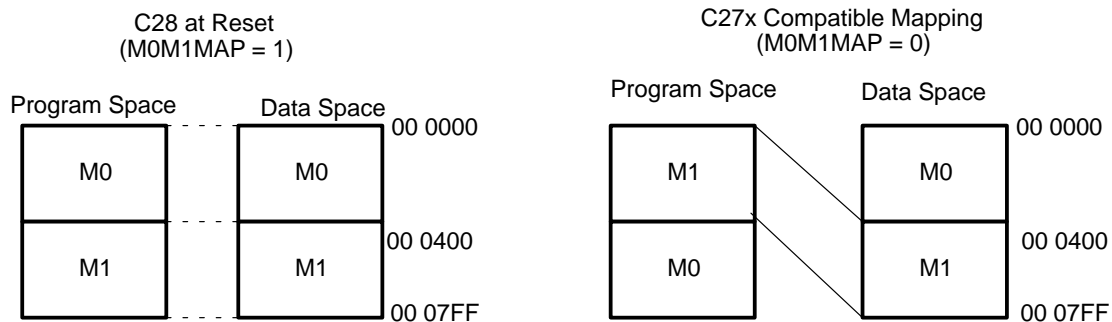 C28 at Reset
(M0M1MAP = 1)
Program Space
Data Space
00 0000
M0
M0
00 0400
M1
M1
00 07FF
C27x Compatible Mapping
(M0M1MAP = 0)
Program Space
Data Space
00 0000
M1
M0
00 0400
M0
M1
00 07FF